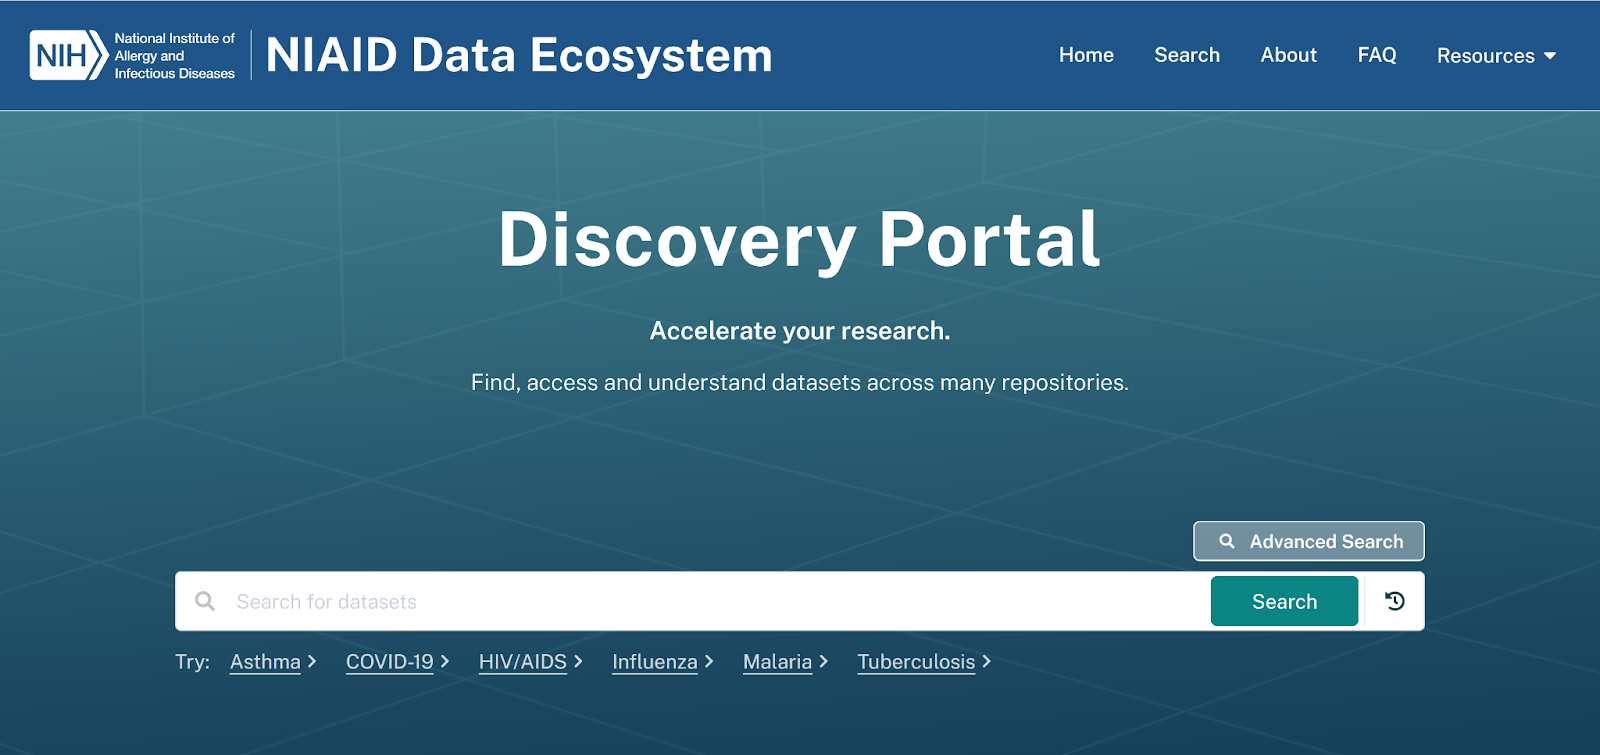 NIH
National Institute of
Allergy and
Infectious Diseases
NIAID Data Ecosystem
Home Search About FAQ Resources
Discovery Portal
Accelerate your research.
Find, access and understand datasets across many repositories.
Advanced Search
Search for datasets Search
Try: Asthma COVID-19 HIV/AIDS Influenza Malaria Tuberculosis